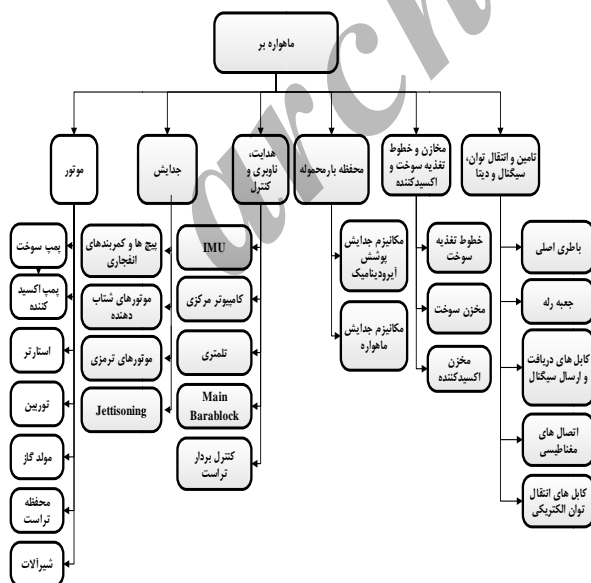 ماهواره بر
تامین و انتقال توان،
سیگنال و دیتا
مخازن و خطوط
تغذیه سوخت و
اکسیدکننده
محفظه بارمحموله
هدایت،
ناوبری و
کنترل
جدایش
موتور
باطری اصلی
جعبه رله
کابل های دریافت
و ارسال سیگنال
اتصال های
مغناطیسی
کابل های انتقال
توان الکتریکی
خطوط تغذیه
سوخت
مخزن سوخت
مخزن
اکسیدکننده
مکانیزم جدایش
پوشش
آیرودینامیک
مکانیزم جدایش
ماهواره
IMU
کامپیوتر مرکزی
تلمتری
Main
Barablock
کنترل بردار
تراست
پیچ ها و کمربندهای
انفجاری
موتورهای شتاب
دهنده
موتورهای ترمزی
Jettisoning
پمپ سوخت
پمپ اکسید
کننده
استارتر
توربین
مولد گاز
محفظه
تراست
شیرآلات
arch